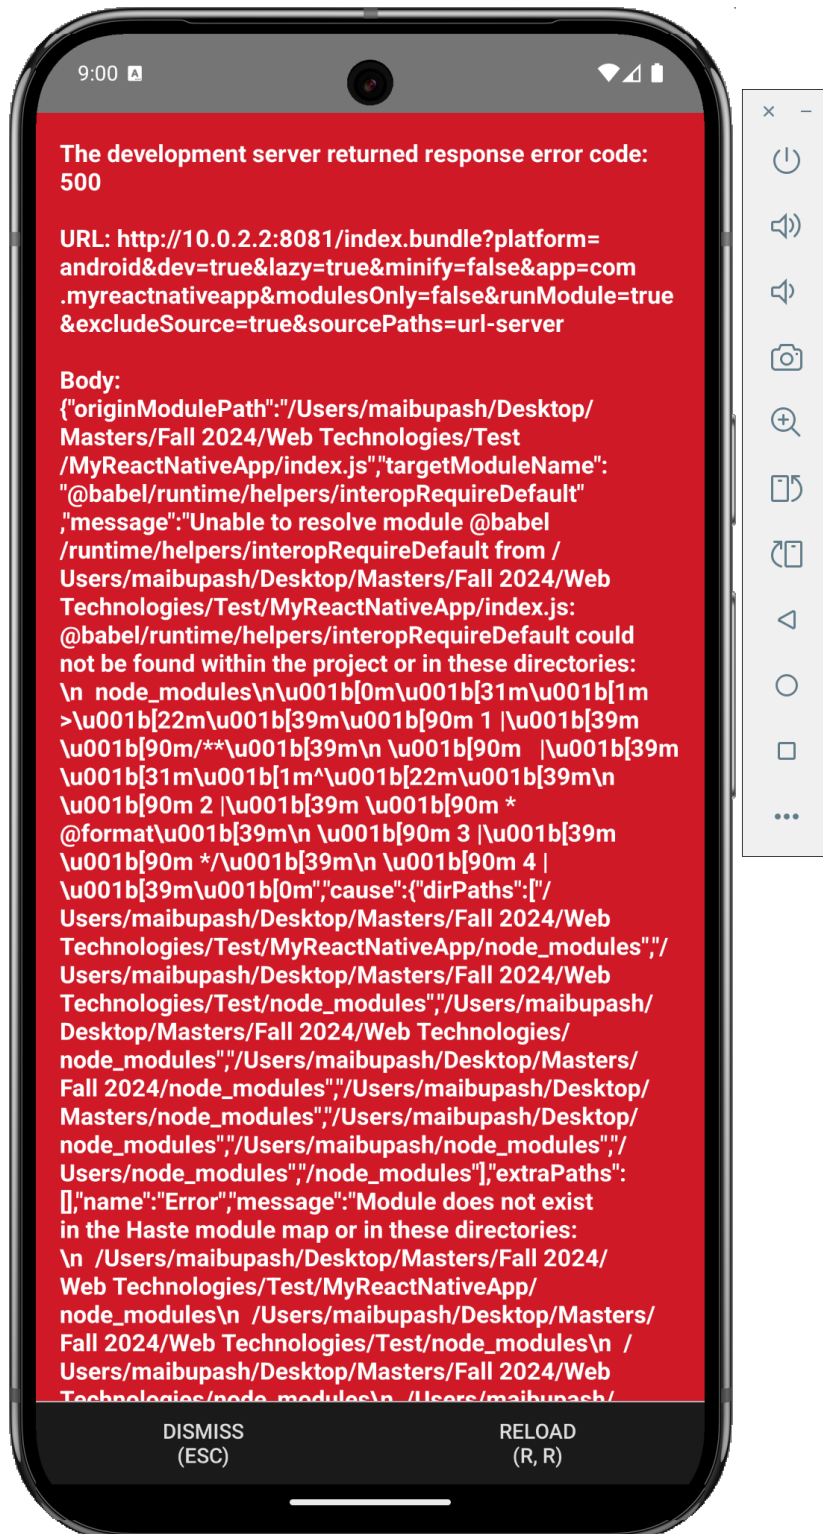 9:00 A
The development server returned response error code:
500
URL: http://10.0.2.2:8081/index.bundle?platform=
android&dev=true&lazy=true&minify=false&app=com
.myreactnativeapp&modulesOnly=false&runModule=true
&excludeSource=true&sourcePaths=url-server
Body:
{"originModulePath":"/Users/maibupash/Desktop/
Masters/Fall 2024/Web Technologies/Test
/MyReactNativeApp/index.js","targetModuleName":
"@babel/runtime/helpers/interopRequireDefault"
,"message":"Unable to resolve module @babel
/runtime/helpers/interopRequireDefault from /
Users/maibupash/Desktop/Masters/Fall 2024/Web
Technologies/Test/MyReactNativeApp/index.js:
@babel/runtime/helpers/interopRequireDefault could
not be found within the project or in these directories:
\n  node_modules\n\u001b[0m\u001b[31m\u001b[1m
>\u001b[22m\u001b[39m\u001b[90m 1 |\u001b[39m
\u001b[90m/**\u001b[39m\n \u001b[90m   |\u001b[39m
\u001b[31m\u001b[1m^\u001b[22m\u001b[39m\n
\u001b[90m 2 |\u001b[39m \u001b[90m *
@format\u001b[39m\n \u001b[90m 3 |\u001b[39m
\u001b[90m */\u001b[39m\n \u001b[90m 4 |
\u001b[39m\u001b[0m","cause":{"dirPaths":["/
Users/maibupash/Desktop/Masters/Fall 2024/Web
Technologies/Test/MyReactNativeApp/node_modules","/
Users/maibupash/Desktop/Masters/Fall 2024/Web
Technologies/Test/node_modules","/Users/maibupash/
Desktop/Masters/Fall 2024/Web Technologies/
node_modules","/Users/maibupash/Desktop/Masters/
Fall 2024/node_modules","/Users/maibupash/Desktop/
Masters/node_modules","/Users/maibupash/Desktop/
node_modules","/Users/maibupash/node_modules","/
Users/node_modules","/node_modules"],"extraPaths":
[],"name":"Error","message":"Module does not exist
in the Haste module map or in these directories:
\n  /Users/maibupash/Desktop/Masters/Fall 2024/
Web Technologies/Test/MyReactNativeApp/
node_modules\n  /Users/maibupash/Desktop/Masters/
Fall 2024/Web Technologies/Test/node_modules\n  /
Users/maibupash/Desktop/Masters/Fall 2024/Web
Technologies/node_modules\n  /Users/maibupash/
DISMISS
(ESC)
RELOAD
(R, R)